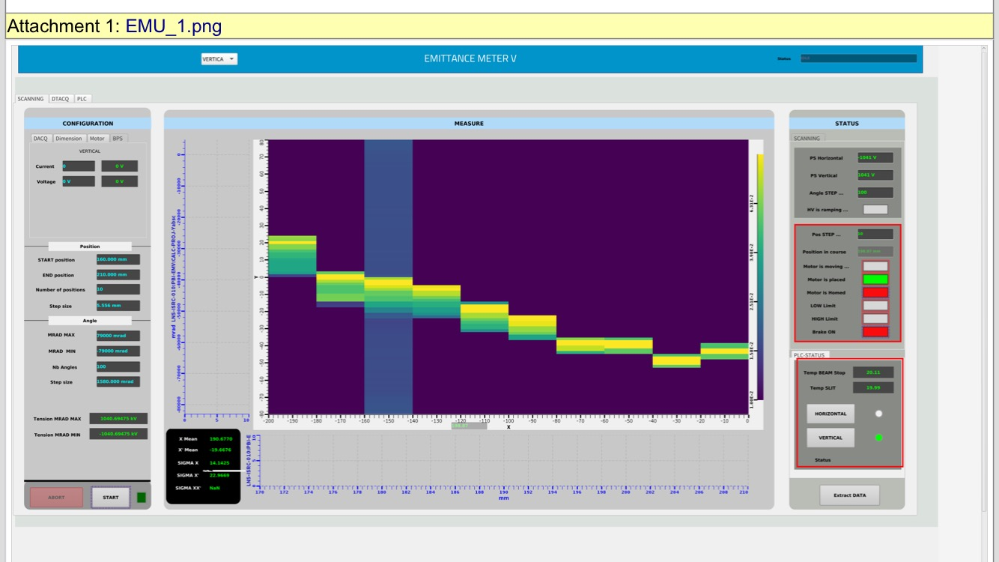 Attachment 1: EMU_1.png
VERTICA
EMITTANCE METER V
Status
SCANNING DTACQ PLC
CONFIGURATION
DACQ Dimension Motor BPS
VERTICAL
Current 0 0 V
Voltage 0 V 0 V
Position
START position 160.000 mm
END position 210.000 mm
Number of positions 10
Step size 5.556 mm
Angle
MRAD MAX 79000 mrad
MRAD MIN -79000 mrad
Nb Angles 100
Step size 1580.000 mrad
Tension MRAD MAX 1040.69475 kV
Tension MRAD MIN -1040.69475 kV
ABORT START
MEASURE
0
-10000
-20000
-30000
-40000
-50000
-60000
-70000
-80000
mrad LNS-ISRC-010:PBI-EMV:CALC-PROJ-Yabsc
0 5 10
80
70
60
50
40
30
20
10
0
-10
-20
-30
-40
-50
-60
-70
-80
Y
-200 -190 -180 -170 -160 -150 -140 -130 -120 -110 -100 -90 -80 -70 -60 -50 -40 -30 -20 -10 -0
X
198.87
6.31E-2
3.98E-2
2.51E-2
1.58E-2
1.00E-2
X Mean 190.6770
X' Mean -19.6676
SIGMA X 14.1425
SIGMA X' 22.9669
SIGMA XX' NaN
LNS-ISRC-010:PBI-E
10
5
0
170 172 174 176 178 180 182 184 186 188 190 192 194 196 198 200 202 204 206 208 210
mm
STATUS
SCANNING
PS Horizontal -1041 V
PS Vertical 1041 V
Angle STEP ... 100
HV is ramping ...
Pos STEP ...
Position in course
Motor is moving ...
Motor is placed
Motor is Homed
LOW Limit
HIGH Limit
Brake ON
PLC-STATUS
Temp BEAM Stop 20.11
Temp SLIT 19.99
HORIZONTAL
VERTICAL
Status
Extract DATA